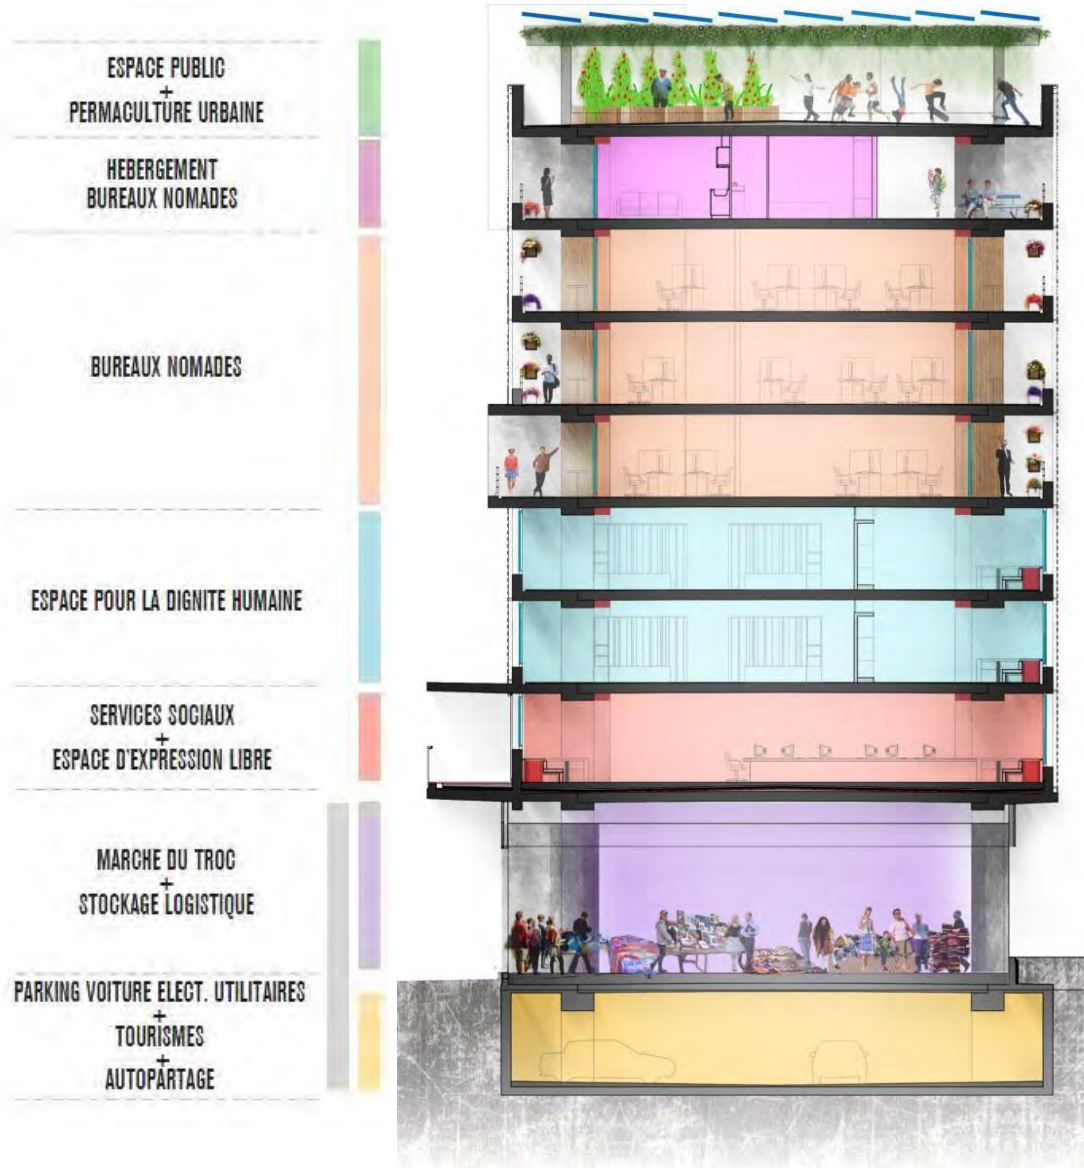 ESPACE PUBLIC
+
PERMACULTURE URBAINE
HEBERGEMENT
BUREAUX NOMADES
BUREAUX NOMADES
ESPACE POUR LA DIGNITE HUMAINE
SERVICES SOCIAUX
+
ESPACE D'EXPRESSION LIBRE
MARCHE DU TROC
+
STOCKAGE LOGISTIQUE
PARKING VOITURE ELECT. UTILITAIRES
+
TOURISMES
+
AUTOPARTAGE